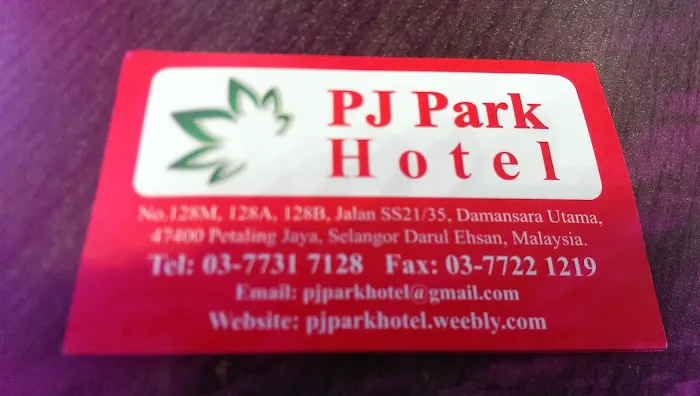 PJ Park
Hotel
No.128M, 128A, 128B, Jalan SS21/35, Damansara Utama,
47400 Petaling Jaya, Selangor Darul Ehsan, Malaysia.
Tel: 03-7731 7128 Fax: 03-7722 1219
Email: pjparkhotel@gmail.com
Website: pjparkhotel.weebly.com